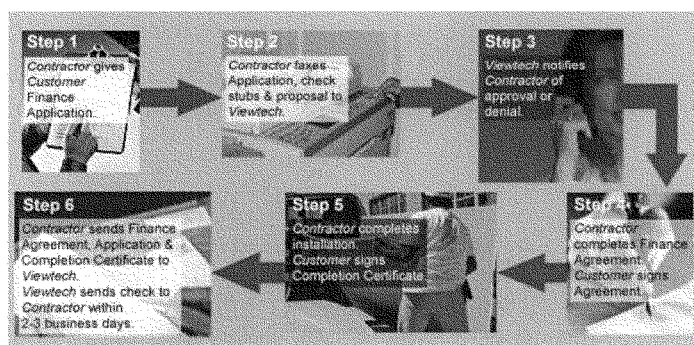 Step 1
Contractor gives
Customer
Finance
Application.
Step 2
Contractor faxes
Application, check
stubs & proposal to
Viewtech.
Step 3
Viewtech notifies
Contractor of
approval or
denial.
Step 4
Contractor
completes Finance
Agreement.
Customer signs
Agreement.
Step 5
Contractor completes
installation.
Customer signs
Completion Certificate.
Step 6
Contractor sends Finance
Agreement, Application &
Completion Certificate to
Viewtech.
Viewtech sends check to
Contractor within
2-3 business days.